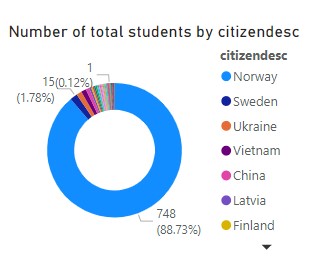 Number of total students by citizendesc
citizendesc
Norway
Sweden
Ukraine
Vietnam
China
Latvia
Finland
1
(0.12%)
15
(1.78%)
748
(88.73%)